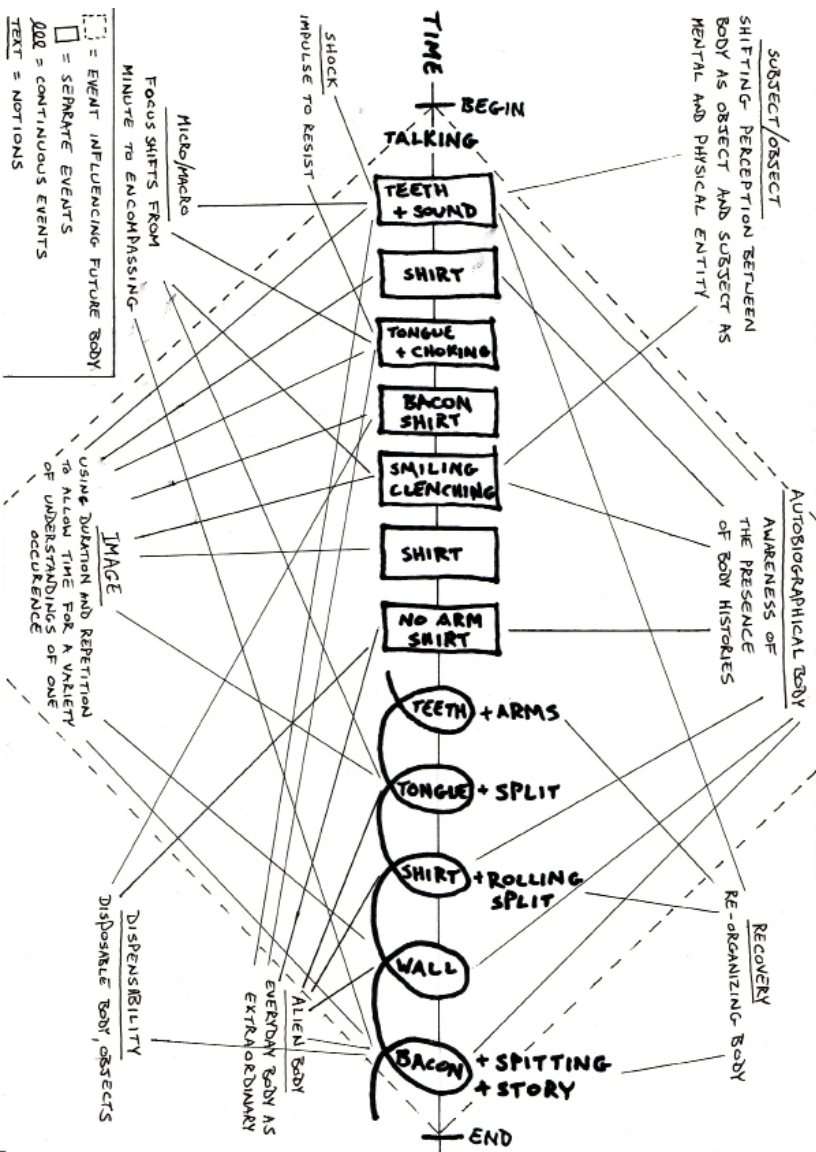 TIME
BEGIN
TALKING
TEETH
+ SOUND
SHIRT
TONGUE
+ CHOKING
BACON
SHIRT
SMILING
CLENCHING
SHIRT
NO ARM
SHIRT
TEETH + ARMS
TONGUE + SPLIT
SHIRT + ROLLING
SPLIT
WALL
BACON + SPITTING
+ STORY
END
SUBJECT/OBJECT
SHIFTING PERCEPTION BETWEEN
BODY AS OBJECT AND SUBJECT AS
MENTAL AND PHYSICAL ENTITY
AUTOBIOGRAPHICAL BODY
AWARENESS OF
THE PRESENCE
OF BODY HISTORIES
RECOVERY
RE-ORGANIZING BODY
SHOCK
IMPULSE TO RESIST
MICRO/MACRO
FOCUS SHIFTS FROM
MINUTE TO ENCOMPASSING
IMAGE
USING DURATION AND REPETITION
TO ALLOW TIME FOR A VARIETY
OF UNDERSTANDINGS OF ONE
OCCURENCE
ALIEN BODY
EVERYDAY BODY AS
EXTRAORDINARY
DISPENSABILITY
DISPOSABLE BODY, OBJECTS
= EVENT INFLUENCING FUTURE BODY
= SEPARATE EVENTS
= CONTINUOUS EVENTS
TEXT = NOTIONS